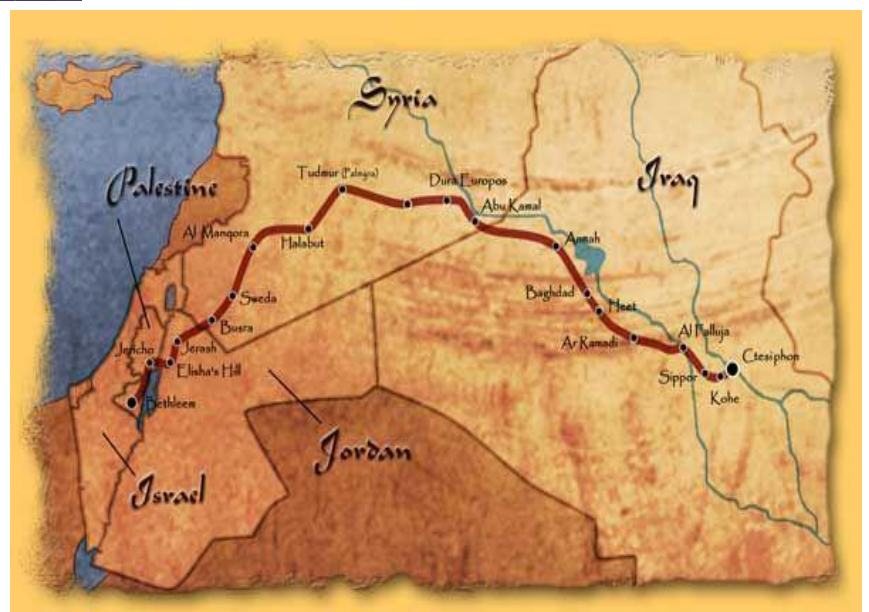 Syria
Palestine
Iraq
Tudmur (Palmyra)
Dura Europos
Abu Kamal
Al Manqora
Halabut
Annah
Sweda
Baghdad
Heet
Busra
Jericho
Jerash
Ar Ramadi
Al Falluja
Ctesiphon
Elisha's Hill
Sippor
Kohe
Bethleem
Jordan
Israel